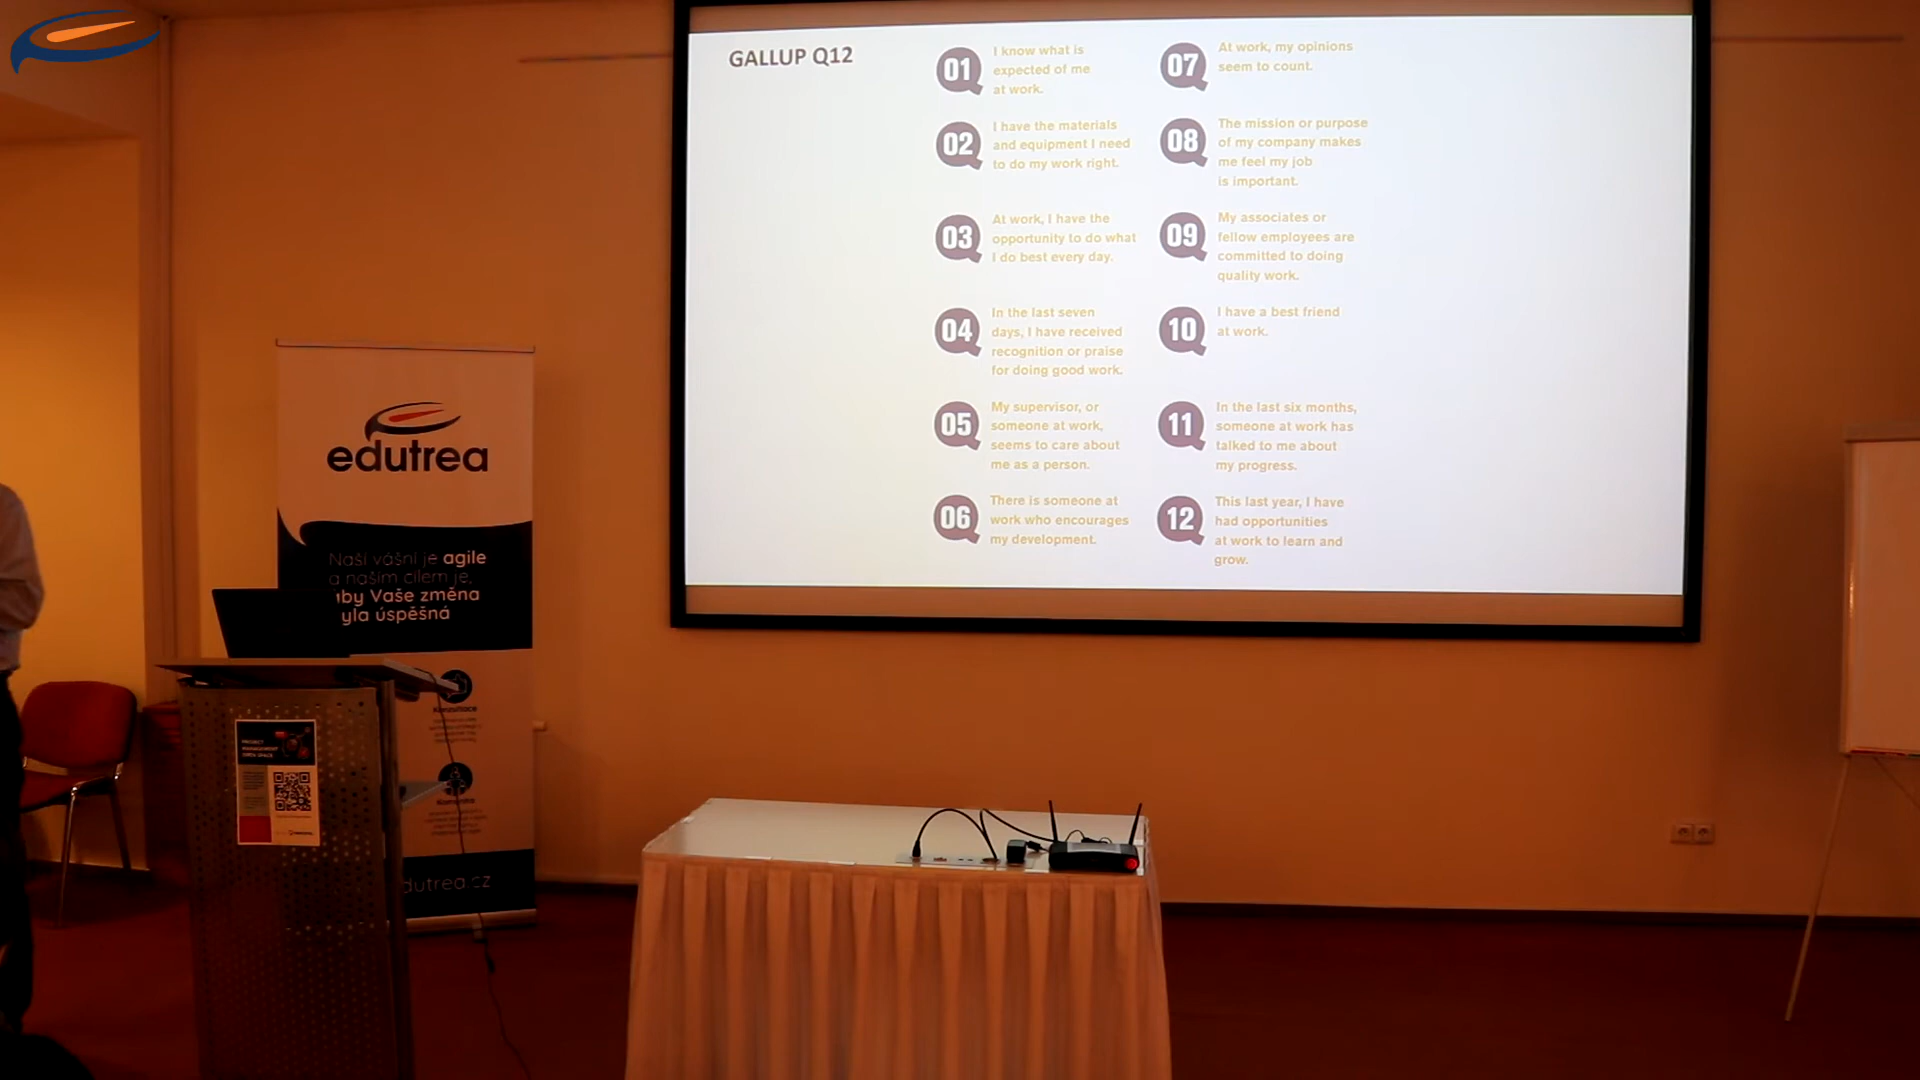 GALLUP Q12
01
I know what is
expected of me
at work.
02
I have the materials
and equipment I need
to do my work right.
03
At work, I have the
opportunity to do what
I do best every day.
04
In the last seven
days, I have received
recognition or praise
for doing good work.
05
My supervisor, or
someone at work,
seems to care about
me as a person.
06
There is someone at
work who encourages
my development.
07
At work, my opinions
seem to count.
08
The mission or purpose
of my company makes
me feel my job
is important.
09
My associates or
fellow employees are
committed to doing
quality work.
10
I have a best friend
at work.
11
In the last six months,
someone at work has
talked to me about
my progress.
12
This last year, I have
had opportunities
at work to learn and
grow.
edutrea
Naší vášní je agile
a naším cílem je,
aby Vaše změna
yla úspěšná
Konzultace
dutrea.cz
PROJECT
MANAGEMENT
OPEN SPACE